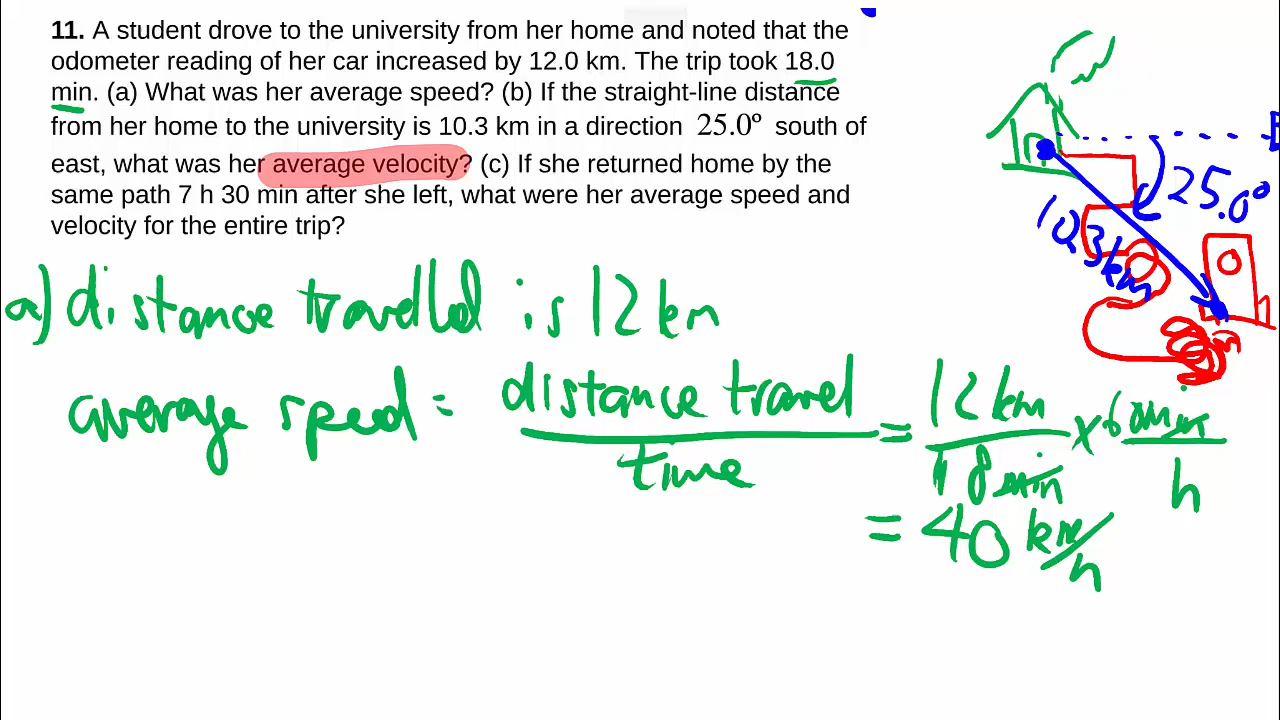 11. A student drove to the university from her home and noted that the
odometer reading of her car increased by 12.0 km. The trip took 18.0
min. (a) What was her average speed? (b) If the straight-line distance
from her home to the university is 10.3 km in a direction 25.0º south of
east, what was her average velocity? (c) If she returned home by the
same path 7 h 30 min after she left, what were her average speed and
velocity for the entire trip?
E
25.0°
10.3 km
a) distance travelled is 12 km
average speed = distance travel / time = 12 km / 18 min × 60 min / h
= 40 km/h